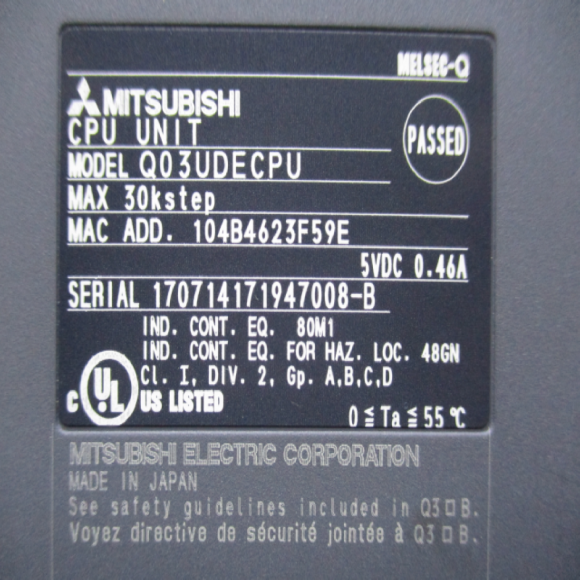 MELSEC-Q
MITSUBISHI
CPU UNIT
PASSED
MODEL Q03UDECPU
MAX 30kstep
MAC ADD. 104B4623F59E
5VDC 0.46A
SERIAL 170714171947008-B
IND. CONT. EQ. 80M1
IND. CONT. EQ. FOR HAZ. LOC. 48GN
Cl. I, DIV. 2, Gp. A,B,C,D
C UL US LISTED
0≦Ta≦55℃
MITSUBISHI ELECTRIC CORPORATION
MADE IN JAPAN
See safety guidelines included in Q3□B.
Voyez directive de sécurité jointée à Q3□B.